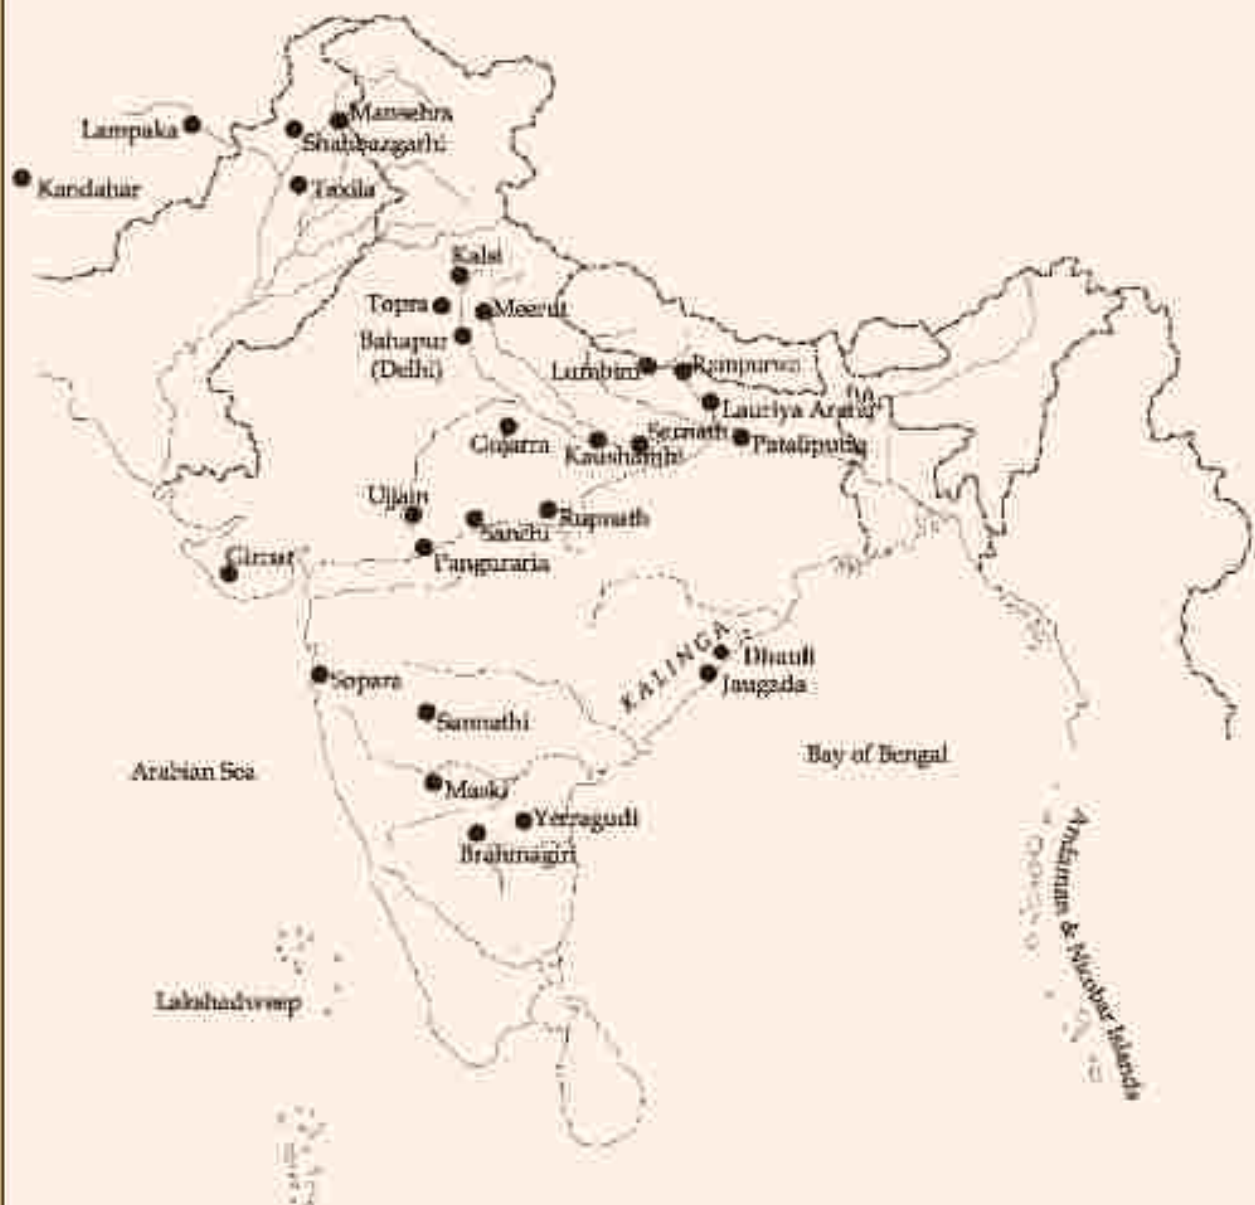 Mansehra
Lampaka
Shahbazgarhi
Kandahar
Taxila
Kalsi
Topra
Meerut
Bahapur
(Delhi)
Lumbini
Rampurwa
Lauriya Araraj
Gujarra
Sernath
Kaushambhi
Pataliputra
Ujjain
Rupnath
Sanchi
Girnar
Panguraria
KALINGA
Dhauli
Jaugada
Sopara
Sannathi
Bay of Bengal
Arabian Sea
Maski
Yerragudi
Brahmagiri
Andaman & Nicobar Islands
Lakshadweep